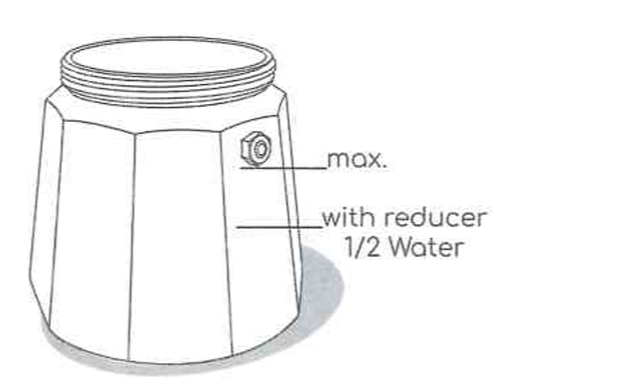 max.
with reducer
1/2 Water